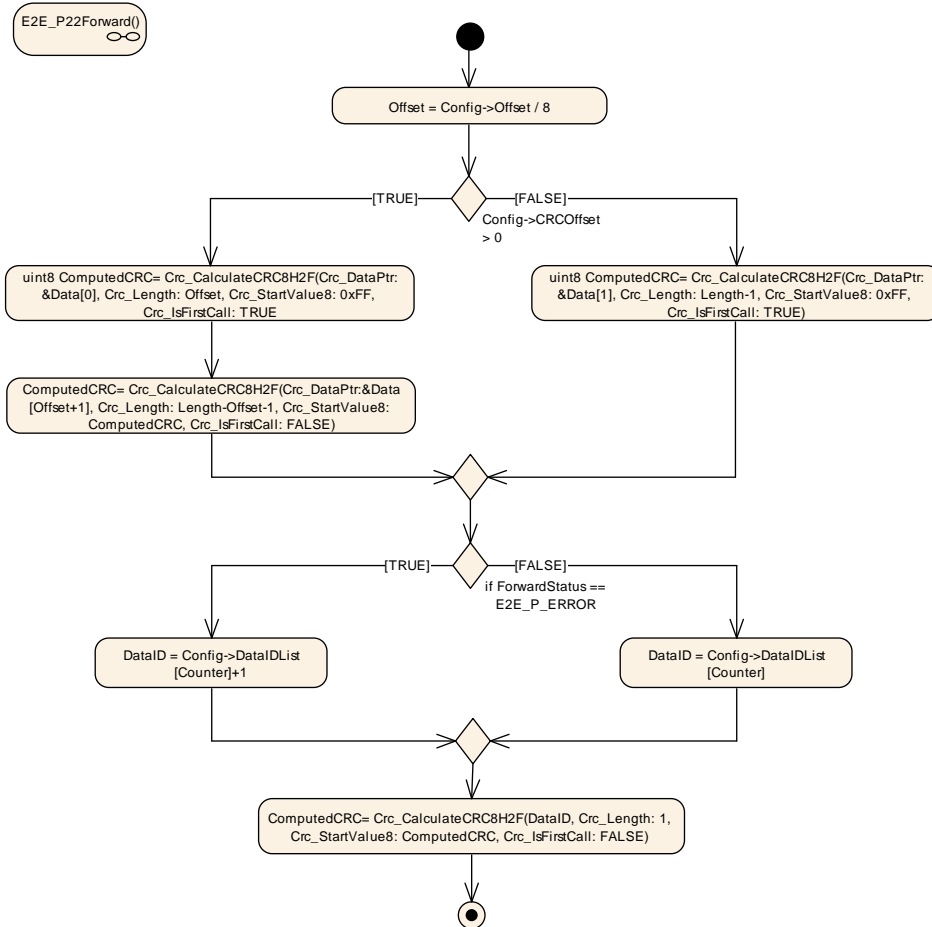 E2E_P22Forward()
Offset = Config->Offset / 8
[TRUE]
[FALSE]
Config->CRCOffset
> 0
uint8 ComputedCRC= Crc_CalculateCRC8H2F(Crc_DataPtr:
&Data[0], Crc_Length: Offset, Crc_StartValue8: 0xFF,
Crc_IsFirstCall: TRUE
uint8 ComputedCRC= Crc_CalculateCRC8H2F(Crc_DataPtr:
&Data[1], Crc_Length: Length-1, Crc_StartValue8: 0xFF,
Crc_IsFirstCall: TRUE)
ComputedCRC= Crc_CalculateCRC8H2F(Crc_DataPtr:&Data
[Offset+1], Crc_Length: Length-Offset-1, Crc_StartValue8:
ComputedCRC, Crc_IsFirstCall: FALSE)
[TRUE]
[FALSE]
if ForwardStatus ==
E2E_P_ERROR
DataID = Config->DataIDList
[Counter]+1
DataID = Config->DataIDList
[Counter]
ComputedCRC= Crc_CalculateCRC8H2F(DataID, Crc_Length: 1,
Crc_StartValue8: ComputedCRC, Crc_IsFirstCall: FALSE)